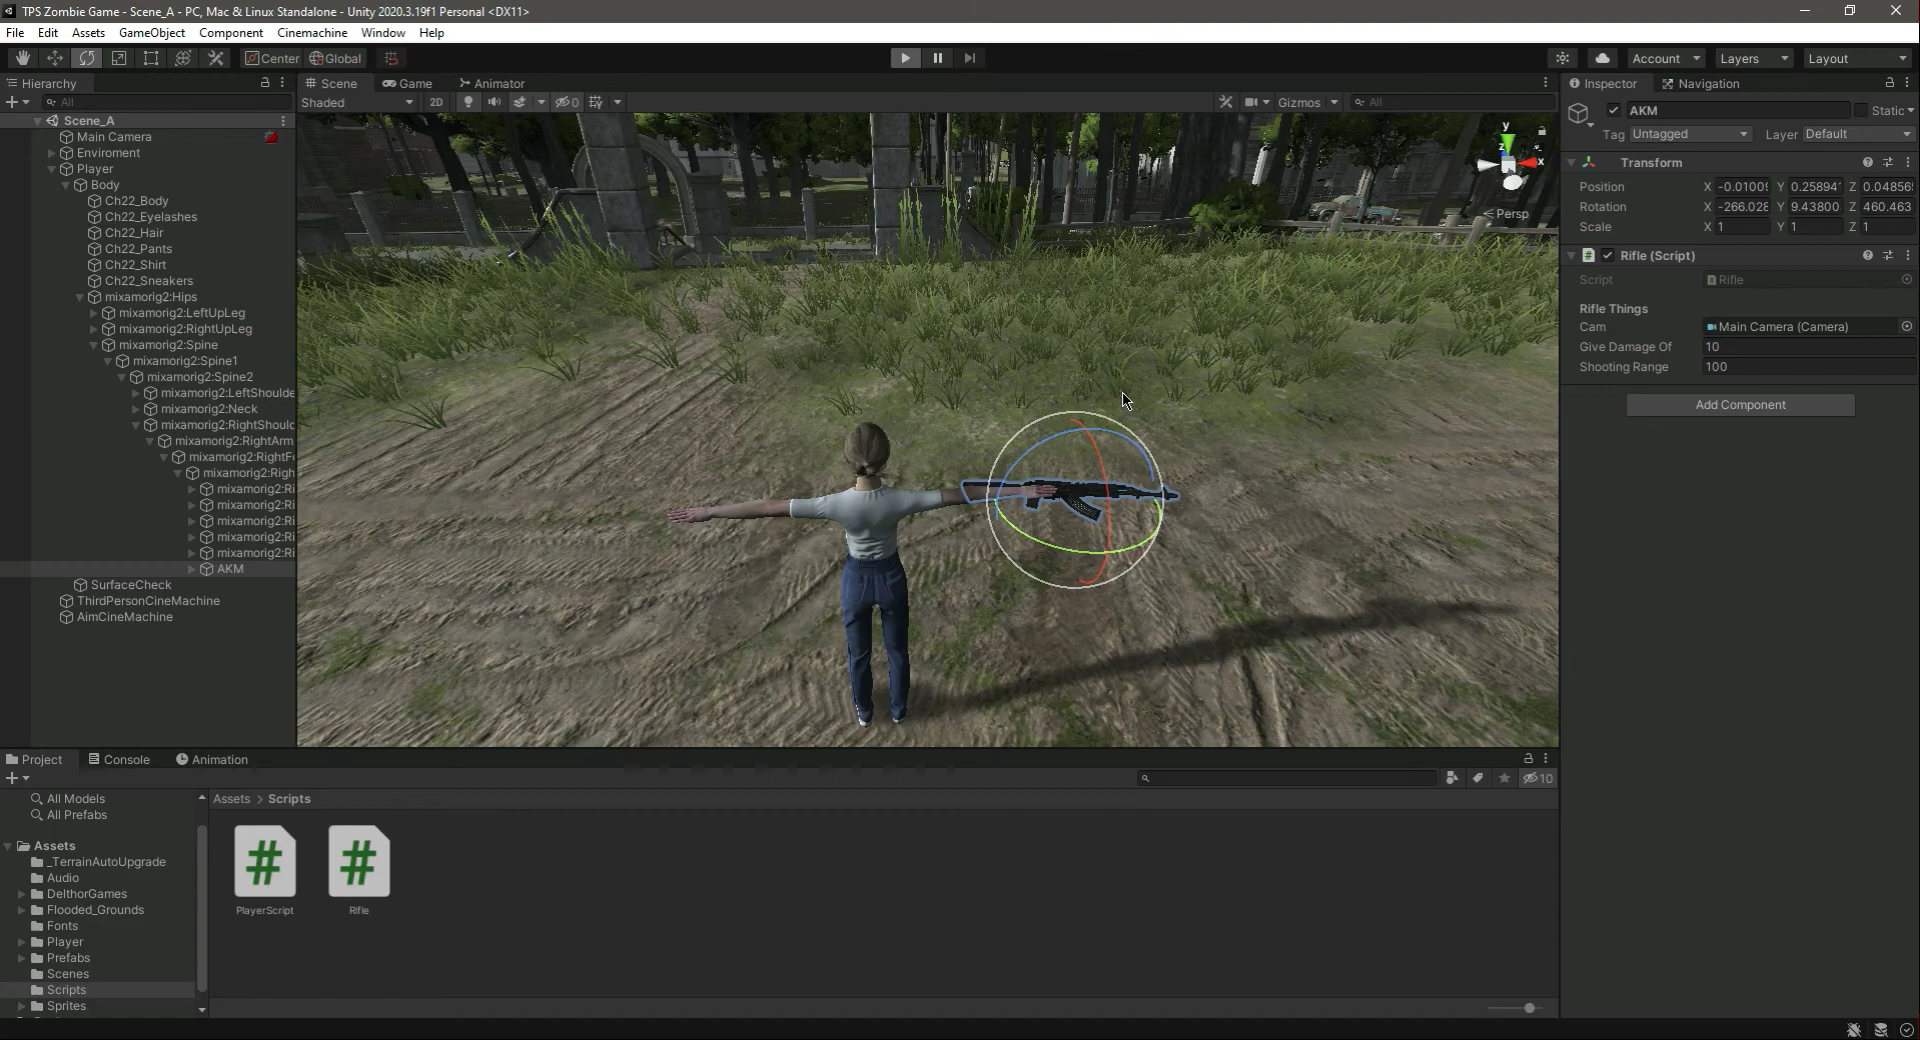 TPS Zombie Game - Scene_A - PC, Mac & Linux Standalone - Unity 2020.3.19f1 Personal <DX11>
File Edit Assets GameObject Component Cinemachine Window Help
Center Global Account Layers Layout
Hierarchy
All
Scene_A
Main Camera
Enviroment
Player
Body
Ch22_Body
Ch22_Eyelashes
Ch22_Hair
Ch22_Pants
Ch22_Shirt
Ch22_Sneakers
mixamorig2:Hips
mixamorig2:LeftUpLeg
mixamorig2:RightUpLeg
mixamorig2:Spine
mixamorig2:Spine1
mixamorig2:Spine2
mixamorig2:LeftShoulde
mixamorig2:Neck
mixamorig2:RightShould
mixamorig2:RightArm
mixamorig2:RightF
mixamorig2:Righ
mixamorig2:Ri
mixamorig2:Ri
mixamorig2:Ri
mixamorig2:Ri
mixamorig2:Ri
AKM
SurfaceCheck
ThirdPersonCineMachine
AimCineMachine
Scene Game Animator
Shaded 2D 0 Gizmos All
y
z x
Persp
Inspector Navigation
AKM Static
Tag Untagged Layer Default
Transform
Position X -0.01009 Y 0.25894 Z 0.04856
Rotation X -266.028 Y 9.43800 Z 460.463
Scale X 1 Y 1 Z 1
# Rifle (Script)
Script Rifle
Rifle Things
Cam Main Camera (Camera)
Give Damage Of 10
Shooting Range 100
Add Component
Project Console Animation
10
All Models
All Prefabs
Assets
_TerrainAutoUpgrade
Audio
DelthorGames
Flooded_Grounds
Fonts
Player
Prefabs
Scenes
Scripts
Sprites
Assets > Scripts
# #
PlayerScript Rifle